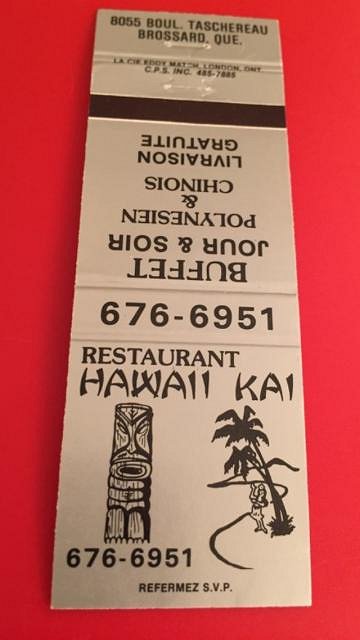 8055 BOUL. TASCHEREAU
BROSSARD, QUE.
LA CIE EDDY MATCH, LONDON, ONT.
C.P.S. INC. 485-7885
BUFFET
JOUR & SOIR
POLYNESIEN
&
CHINOIS
LIVRAISON
GRATUITE
676-6951
RESTAURANT
HAWAII KAI
676-6951
REFERMEZ S.V.P.